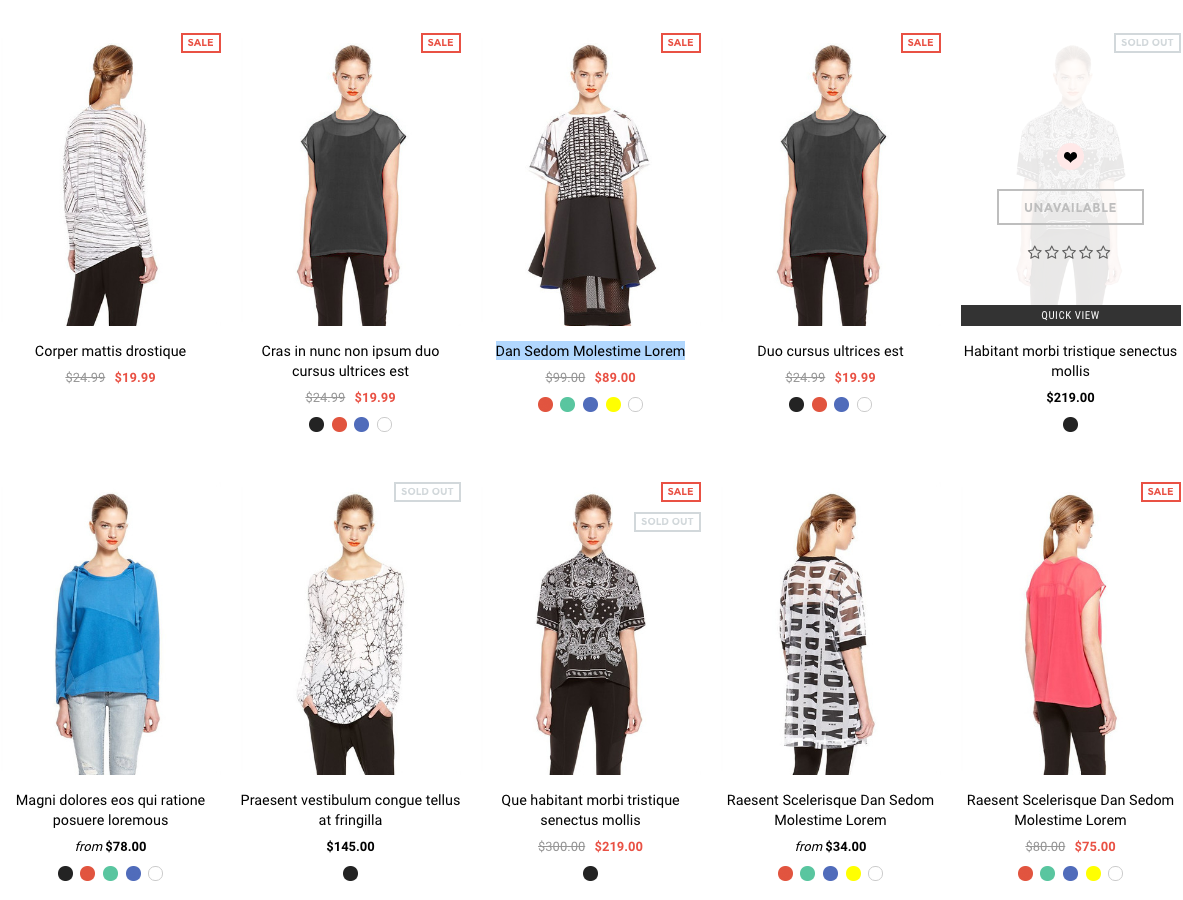 SALE
SALE
SALE
SALE
SOLD OUT
UNAVAILABLE
QUICK VIEW
Corper mattis drostique
$24.99 $19.99
Cras in nunc non ipsum duo
cursus ultrices est
$24.99 $19.99
Dan Sedom Molestime Lorem
$99.00 $89.00
Duo cursus ultrices est
$24.99 $19.99
Habitant morbi tristique senectus
mollis
$219.00
SOLD OUT
SALE
SOLD OUT
SALE
DKNY
Magni dolores eos qui ratione
posuere loremous
from $78.00
Praesent vestibulum congue tellus
at fringilla
$145.00
Que habitant morbi tristique
senectus mollis
$300.00 $219.00
Raesent Scelerisque Dan Sedom
Molestime Lorem
from $34.00
Raesent Scelerisque Dan Sedom
Molestime Lorem
$80.00 $75.00